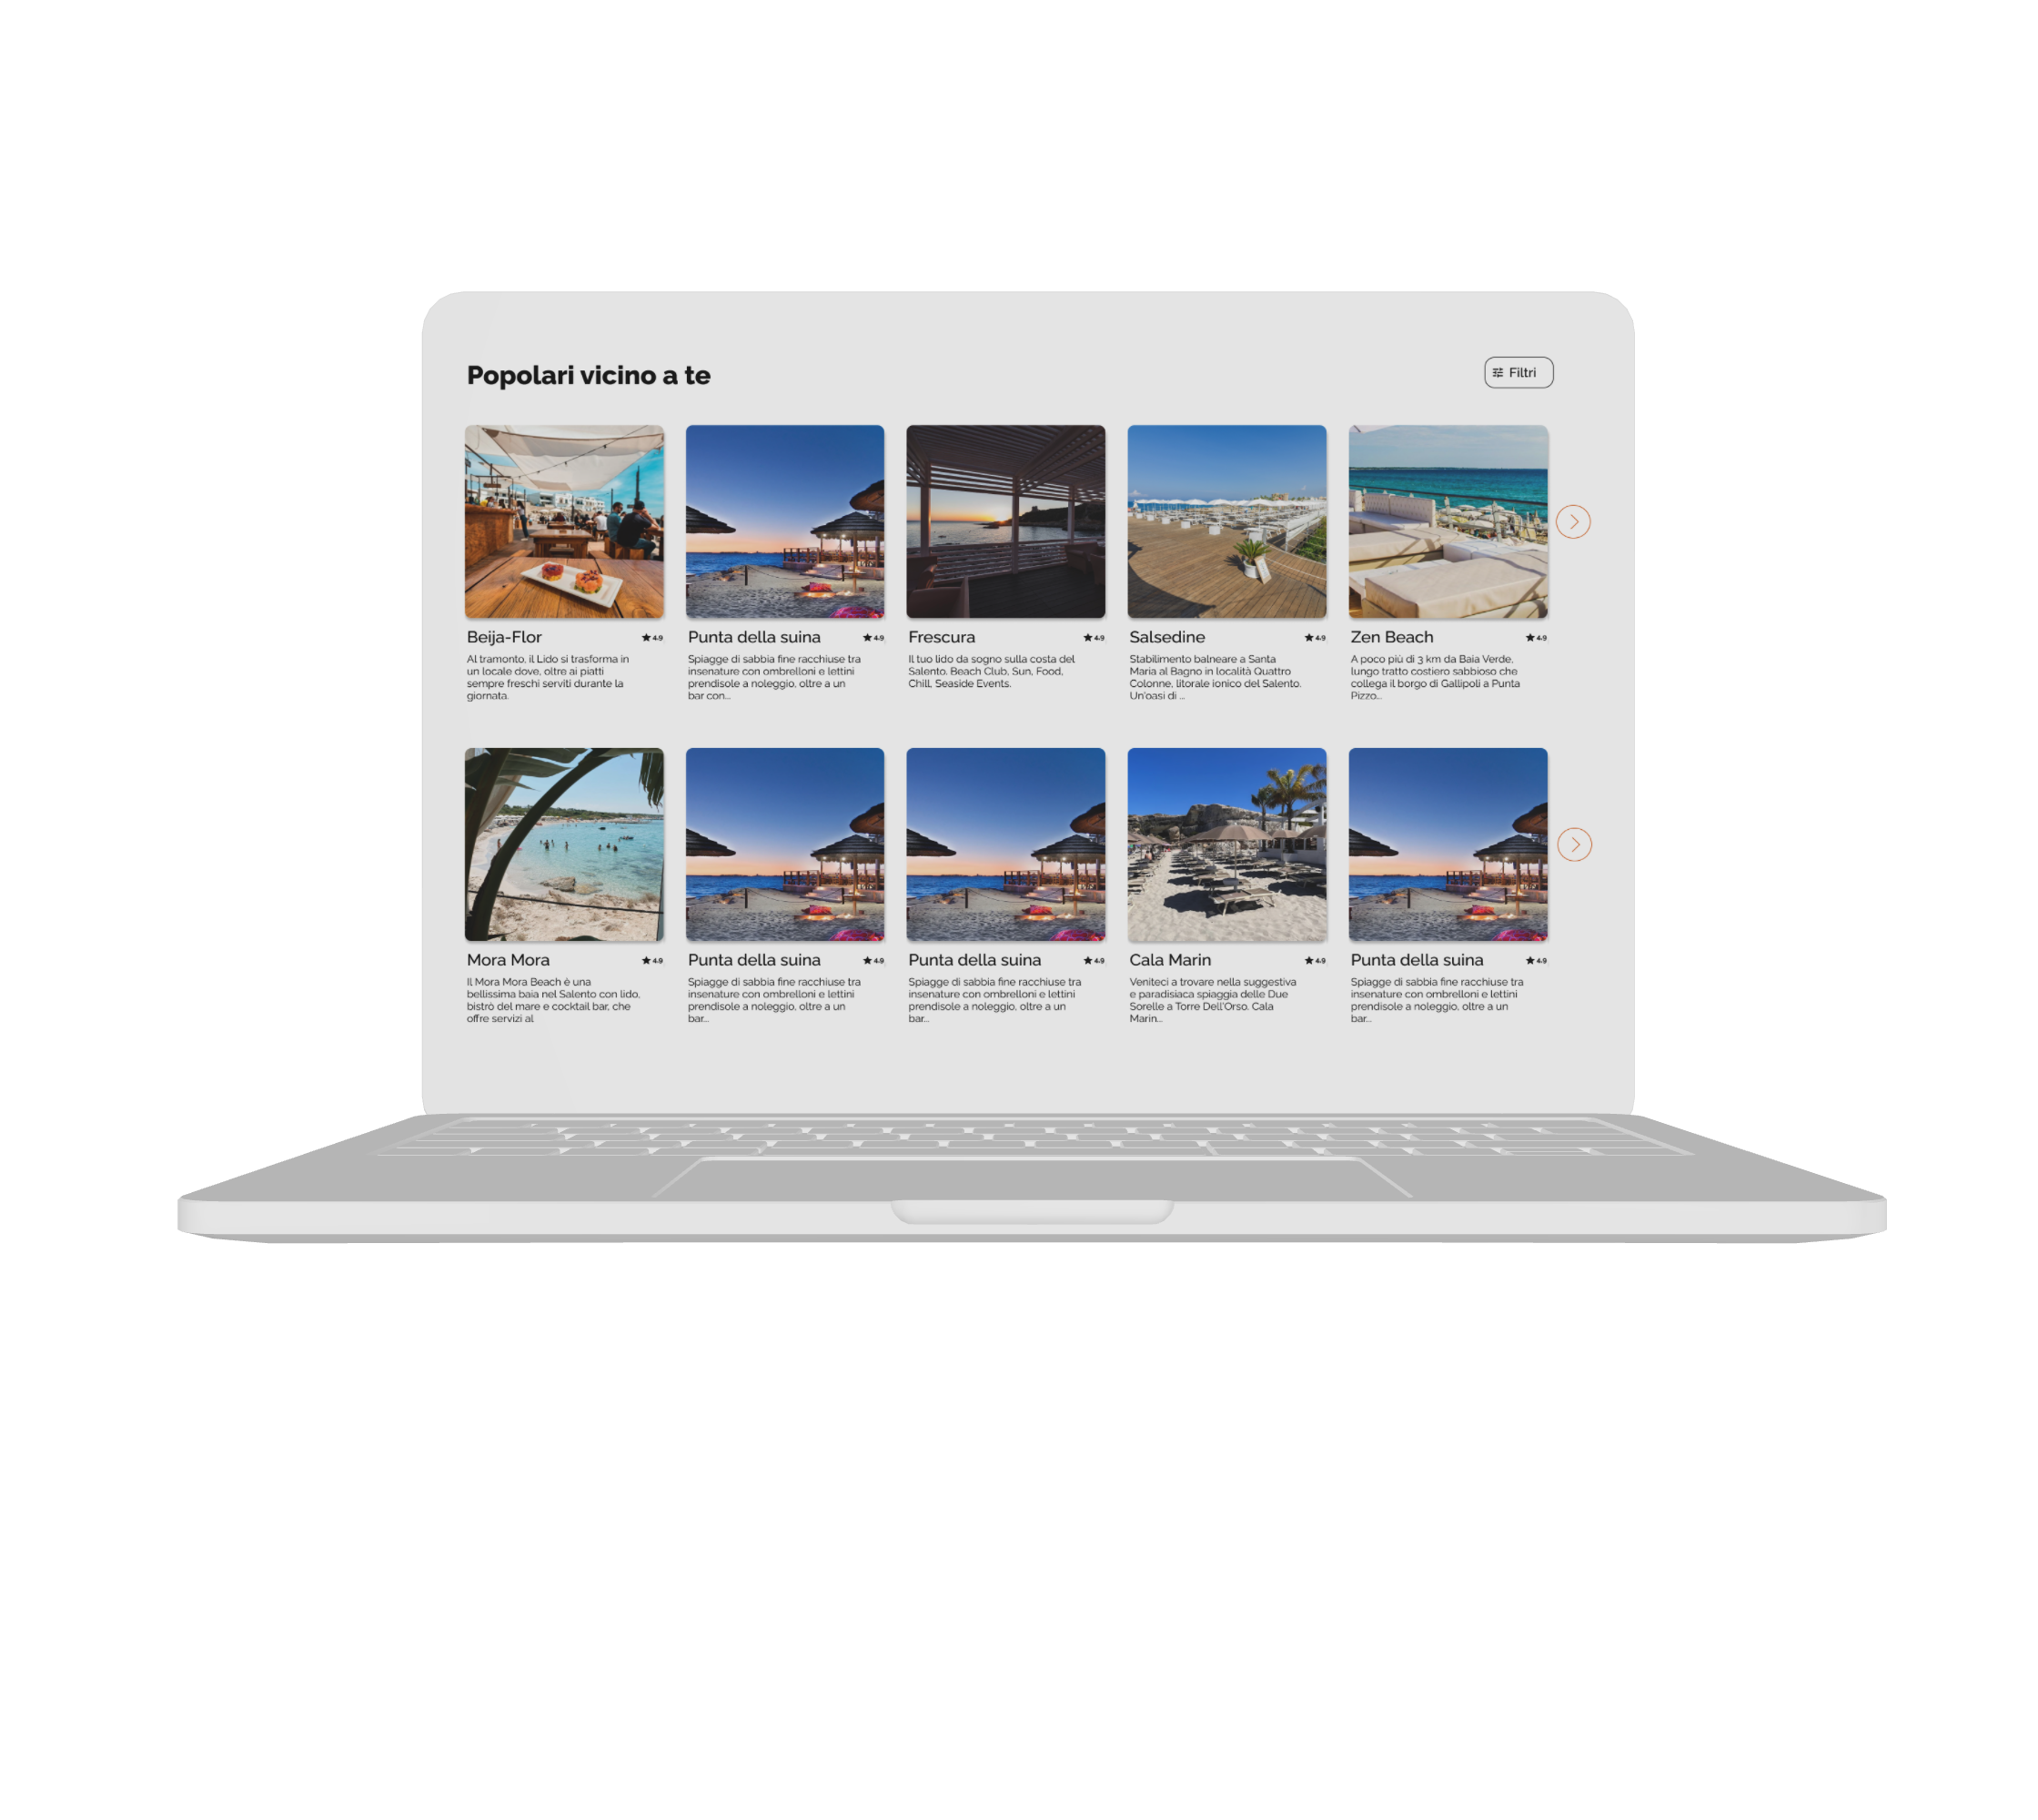 Popolari vicino a te
Filtri
Beija-Flor
4.9
Al tramonto, il Lido si trasforma in
un locale dove, oltre ai piatti
sempre freschi serviti durante la
giornata.
Punta della suina
4.9
Spiagge di sabbia fine racchiuse tra
insenature con ombrelloni e lettini
prendisole a noleggio, oltre a un
bar con...
Frescura
4.9
Il tuo lido da sogno sulla costa del
Salento. Beach Club, Sun, Food,
Chill, Seaside Events.
Salsedine
4.9
Stabilimento balneare a Santa
Maria al Bagno in località Quattro
Colonne, litorale ionico del Salento.
Un'oasi di ...
Zen Beach
4.9
A poco più di 3 km da Baia Verde,
lungo tratto costiero sabbioso che
collega il borgo di Gallipoli a Punta
Pizzo...
Mora Mora
4.9
Il Mora Mora Beach è una
bellissima baia nel Salento con lido,
bistrò del mare e cocktail bar, che
offre servizi al
Punta della suina
4.9
Spiagge di sabbia fine racchiuse tra
insenature con ombrelloni e lettini
prendisole a noleggio, oltre a un
bar...
Punta della suina
4.9
Spiagge di sabbia fine racchiuse tra
insenature con ombrelloni e lettini
prendisole a noleggio, oltre a un
bar...
Cala Marin
4.9
Veniteci a trovare nella suggestiva
e paradisiaca spiaggia delle Due
Sorelle a Torre Dell'Orso. Cala
Marin...
Punta della suina
4.9
Spiagge di sabbia fine racchiuse tra
insenature con ombrelloni e lettini
prendisole a noleggio, oltre a un
bar...